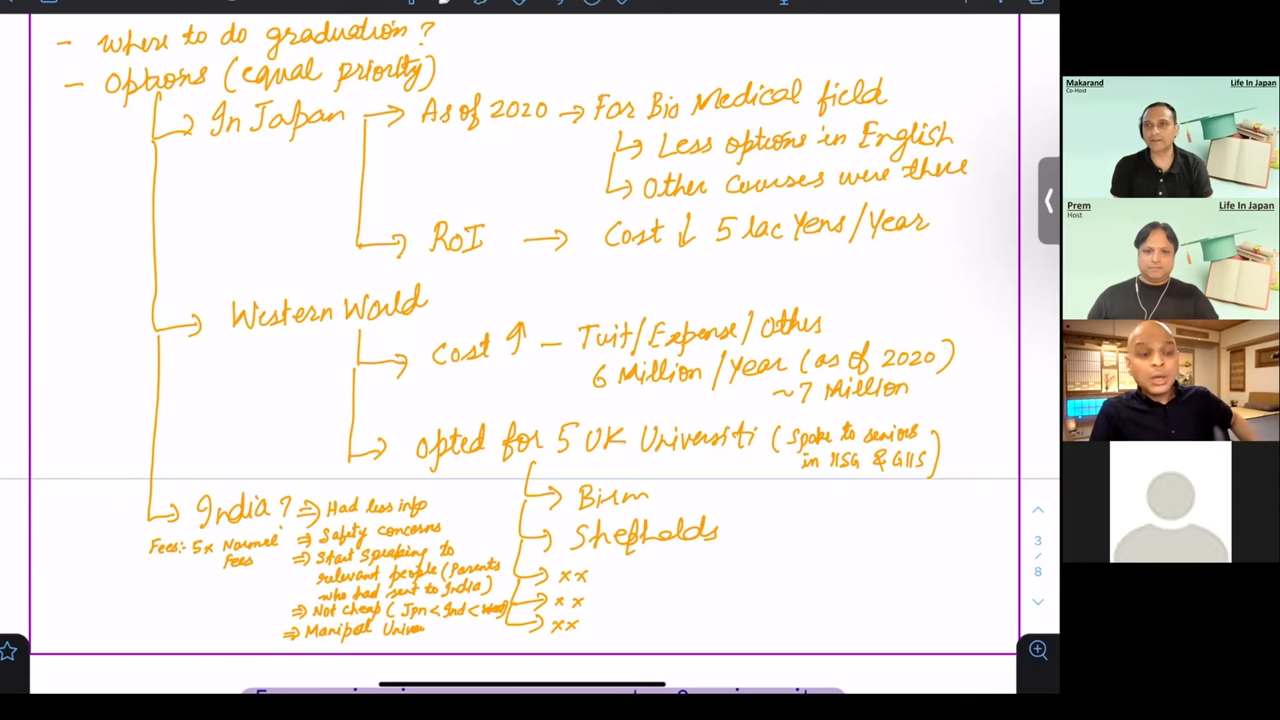 - Where to do graduation?
- Options (equal priority)
In Japan → As of 2020 → For Bio Medical field
Less options in English
Other courses were there
RoI → Cost ↓ 5 lac Yens/Year
Western World
Cost ↑ - Tuit/Expense/Others
6 Million/Year (as of 2020)
~7 Million
Opted for 5 UK Universiti (Spoke to seniors
in IISG & GIIS)
Birm
Shefholds
xx
xx
xx
India? ⇒ Had less info
Fees:- 5x Normal
Fees
⇒ Safety concerns
⇒ Start speaking to
relevant people (Parents
who had sent to India)
⇒ Not cheap (Jpn < Ind <
⇒ Manipal Univer
Makarand
Co-Host
Life In Japan
Prem
Host
Life In Japan
3
/
8